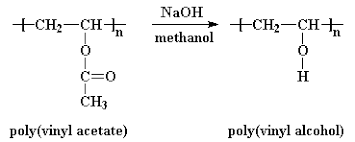 NaOH
methanol
CH₂—CH
n
O
C=O
CH₃
CH₂—CH
n
O
H
poly(vinyl acetate)
poly(vinyl alcohol)